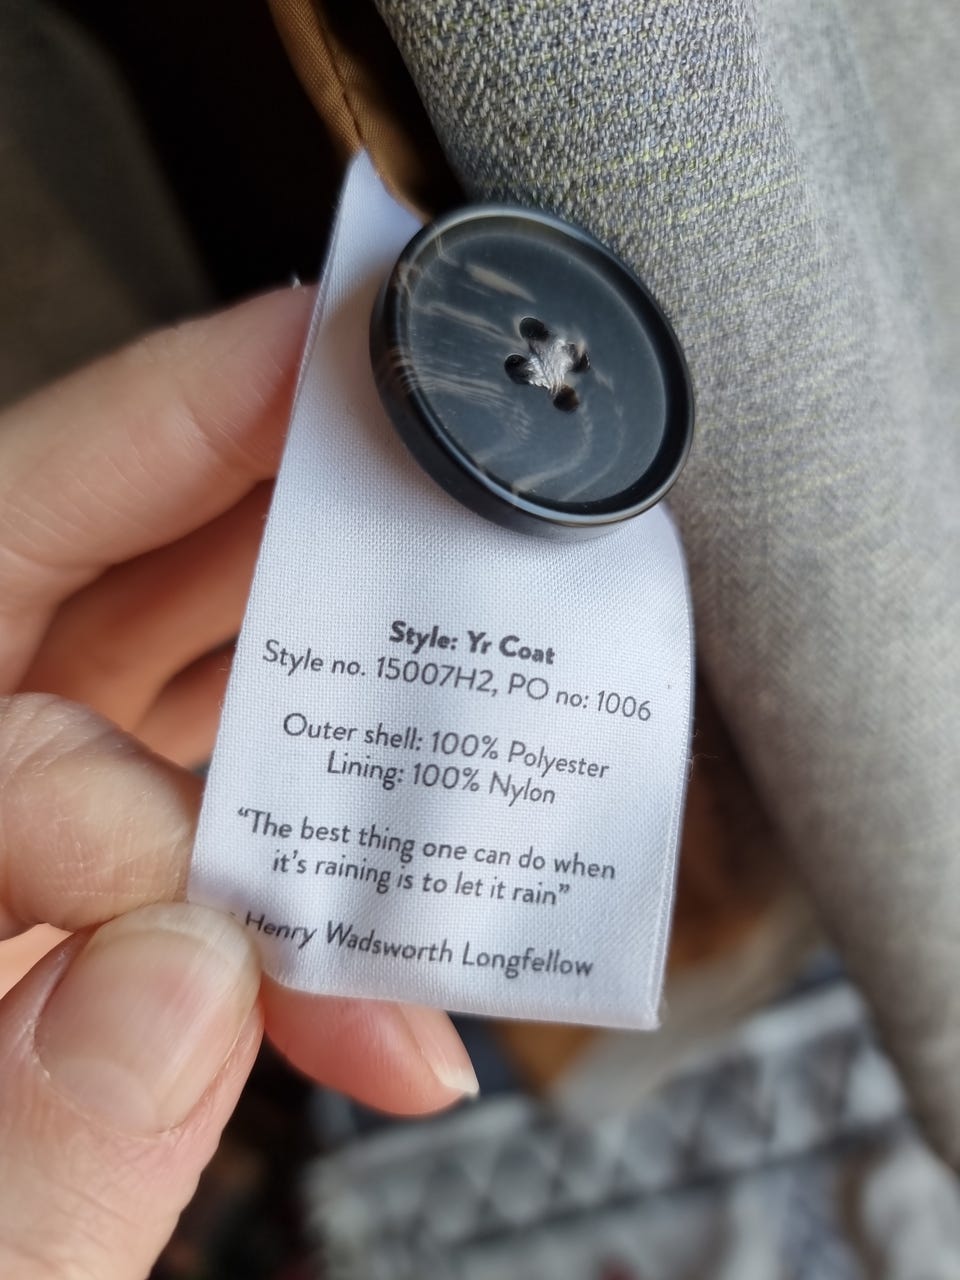 Style: Yr Coat
Style no. 15007H2, PO no: 1006
Outer shell: 100% Polyester
Lining: 100% Nylon
“The best thing one can do when
it’s raining is to let it rain”
- Henry Wadsworth Longfellow